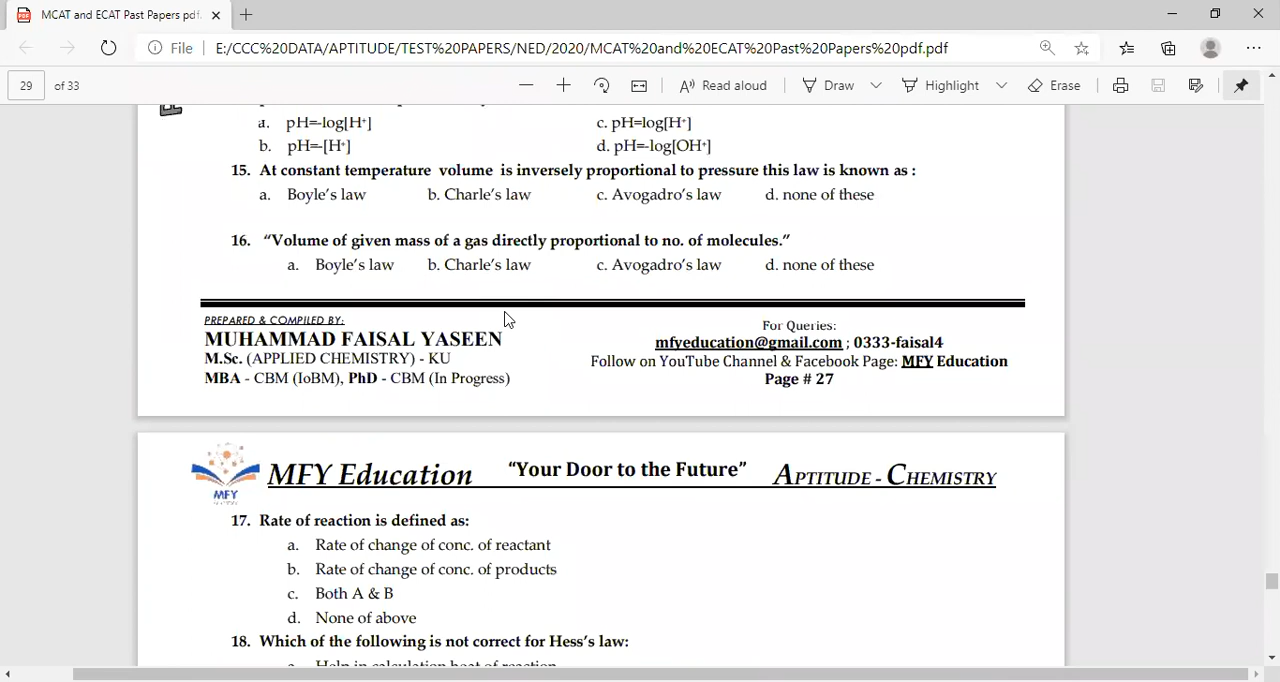 MCAT and ECAT Past Papers pdf.
File E:/CCC%20DATA/APTITUDE/TEST%20PAPERS/NED/2020/MCAT%20and%20ECAT%20Past%20Papers%20pdf.pdf
29 of 33 Read aloud Draw Highlight Erase
a. pH=-log[H⁺] c. pH=log[H⁺]
b. pH=-[H⁺] d. pH=-log[OH⁺]
15. At constant temperature volume is inversely proportional to pressure this law is known as :
a. Boyle's law b. Charle's law c. Avogadro's law d. none of these
16. "Volume of given mass of a gas directly proportional to no. of molecules."
a. Boyle's law b. Charle's law c. Avogadro's law d. none of these
PREPARED & COMPILED BY:
MUHAMMAD FAISAL YASEEN
M.Sc. (APPLIED CHEMISTRY) - KU
MBA - CBM (IoBM), PhD - CBM (In Progress)
For Queries:
mfyeducation@gmail.com ; 0333-faisal4
Follow on YouTube Channel & Facebook Page: MFY Education
Page # 27
MFY
MFY Education "Your Door to the Future" APTITUDE - CHEMISTRY
17. Rate of reaction is defined as:
a. Rate of change of conc. of reactant
b. Rate of change of conc. of products
c. Both A & B
d. None of above
18. Which of the following is not correct for Hess's law:
a. Help in calculation heat of reaction